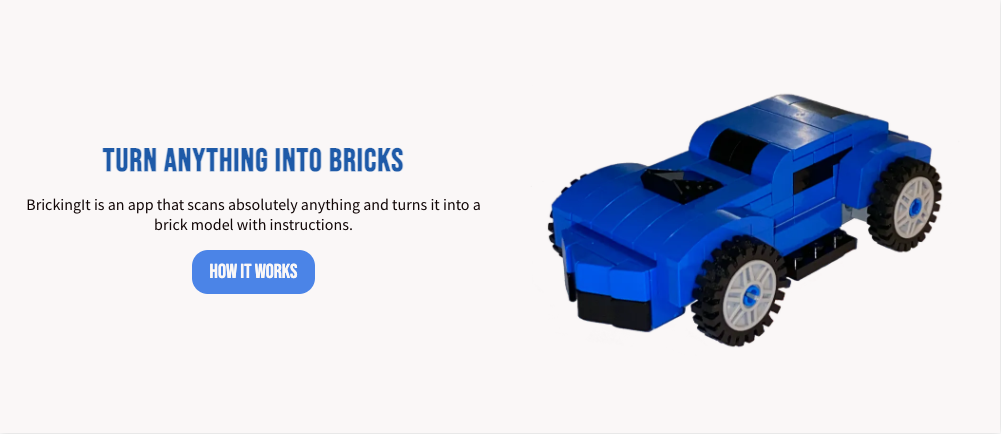 TURN ANYTHING INTO BRICKS
BrickingIt is an app that scans absolutely anything and turns it into a
brick model with instructions.
HOW IT WORKS